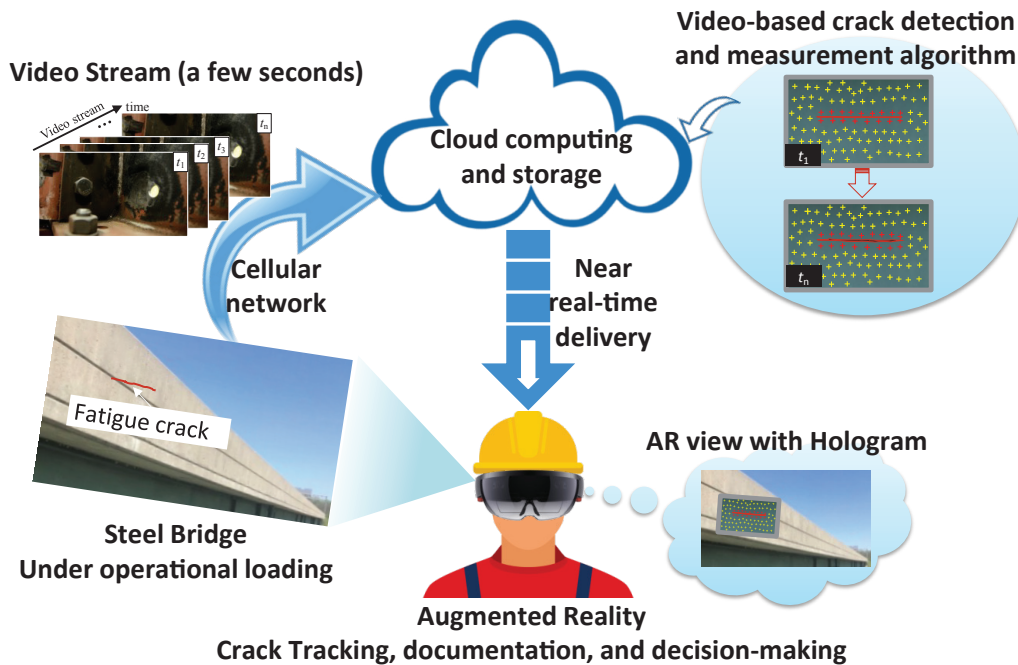 Video Stream (a few seconds)
Video stream
...
time
t1
t2
t3
tn
Cloud computing
and storage
Video-based crack detection
and measurement algorithm
t1
tn
Cellular
network
Near
real-time
delivery
Fatigue crack
Steel Bridge
Under operational loading
AR view with Hologram
Augmented Reality
Crack Tracking, documentation, and decision-making